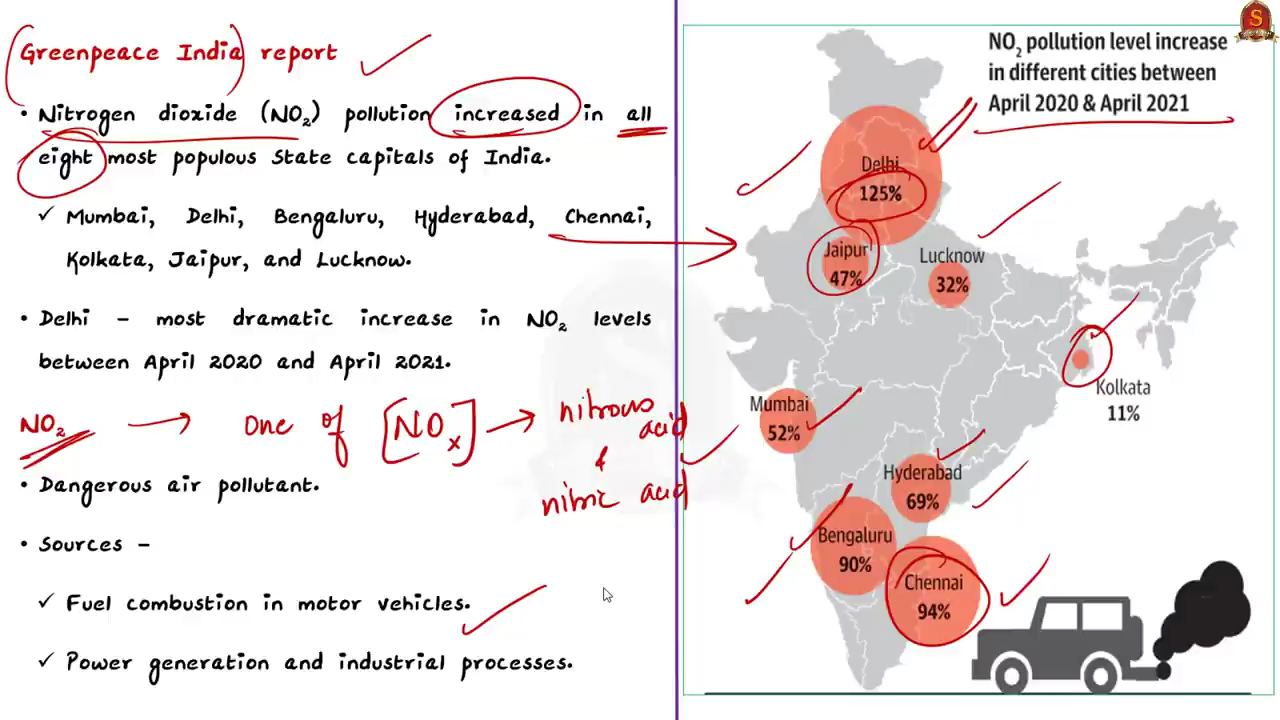 Greenpeace India report
• Nitrogen dioxide (NO₂) pollution increased in all
eight most populous State capitals of India.
✓ Mumbai, Delhi, Bengaluru, Hyderabad, Chennai,
Kolkata, Jaipur, and Lucknow.
• Delhi – most dramatic increase in NO₂ levels
between April 2020 and April 2021.
NO₂ → One of [NOₓ] → nitrous
acid
&
nitric acid
• Dangerous air pollutant.
• Sources –
✓ Fuel combustion in motor vehicles.
✓ Power generation and industrial processes.
S
NO₂ pollution level increase
in different cities between
April 2020 & April 2021
Delhi
125%
Jaipur
47%
Lucknow
32%
Kolkata
11%
Mumbai
52%
Hyderabad
69%
Bengaluru
90%
Chennai
94%